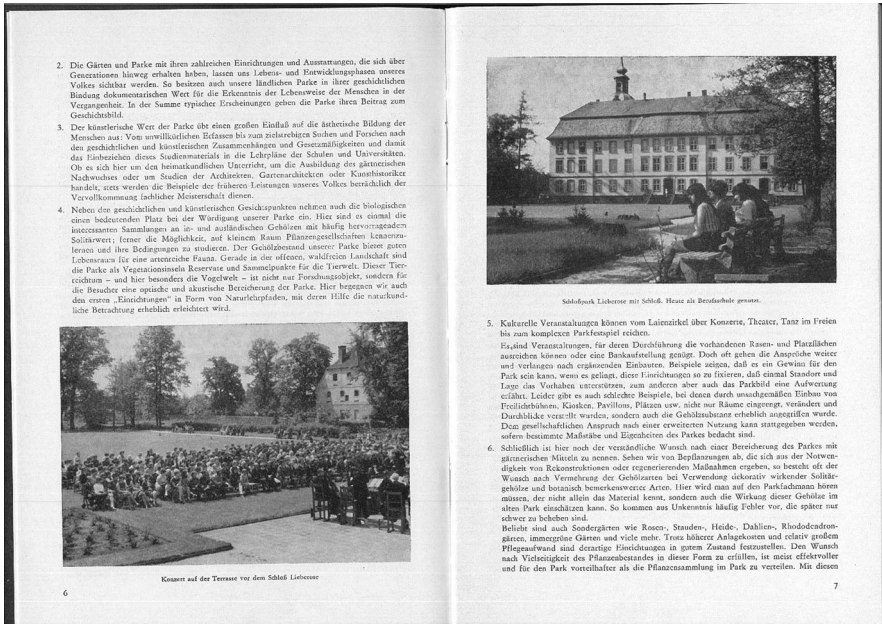 2. Die Gärten und Parke mit ihren zahlreichen Einrichtungen und Ausstattungen, die sich über
Generationen hinweg erhalten haben, lassen uns Lebens- und Entwicklungsphasen unseres
Volkes sichtbar werden. So besitzen auch unsere ländlichen Parke in ihrer geschichtlichen
Bindung dokumentarischen Wert für die Erkenntnis der Lebensweise der Menschen in der
Vergangenheit. In der Summe typischer Erscheinungen geben die Parke ihren Beitrag zum
Geschichtsbild.
3. Der künstlerische Wert der Parke übt einen großen Einfluß auf die ästhetische Bildung der
Menschen aus: Vom unwillkürlichen Erfassen bis zum zielstrebigen Suchen und Forschen nach
den geschichtlichen und künstlerischen Zusammenhängen und Gesetzmäßigkeiten und damit
das Einbeziehen dieses Studienmaterials in die Lehrpläne der Schulen und Universitäten.
Ob es sich hier um den heimatkundlichen Unterricht, um die Ausbildung des gärtnerischen
Nachwuchses oder um Studien der Architekten, Gartenarchitekten oder Kunsthistoriker
handelt, stets werden die Beispiele der früheren Leistungen unseres Volkes beträchtlich der
Vervollkommnung fachlicher Meisterschaft dienen.
4. Neben den geschichtlichen und künstlerischen Gesichtspunkten nehmen auch die biologischen
einen bedeutenden Platz bei der Würdigung unserer Parke ein. Hier sind es einmal die
interessanten Sammlungen an in- und ausländischen Gehölzen mit häufig hervorragendem
Solitärwert; ferner die Möglichkeit, auf kleinem Raum Pflanzengesellschaften kennenzu-
lernen und ihre Bedingungen zu studieren. Der Gehölzbestand unserer Parke bietet guten
Lebensraum für eine artenreiche Fauna. Gerade in der offenen, waldfreien Landschaft sind
die Parke als Vegetationsinseln Reservate und Sammelpunkte für die Tierwelt. Dieser Tier-
reichtum – und hier besonders die Vogelwelt – ist nicht nur Forschungsobjekt, sondern für
die Besucher eine optische und akustische Bereicherung der Parke. Hier begegnen wir auch
den ersten „Einrichtungen" in Form von Naturlehrpfaden, mit deren Hilfe die naturkund-
liche Betrachtung erheblich erleichtert wird.
Konzert auf der Terrasse vor dem Schloß Lieberose
6
Schloßpark Lieberose mit Schloß. Heute als Berufsschule genutzt.
5. Kulturelle Veranstaltungen können vom Laienzirkel über Konzerte, Theater, Tanz im Freien
bis zum komplexen Parkfestspiel reichen.
Es sind Veranstaltungen, für deren Durchführung die vorhandenen Rasen- und Platzflächen
ausreichen können oder eine Bankaufstellung genügt. Doch oft gehen die Ansprüche weiter
und verlangen nach ergänzenden Einbauten. Beispiele zeigen, daß es ein Gewinn für den
Park sein kann, wenn es gelingt, diese Einrichtungen so zu fixieren, daß einmal Standort und
Lage das Vorhaben unterstützen, zum anderen aber auch das Parkbild eine Aufwertung
erfährt. Leider gibt es auch schlechte Beispiele, bei denen durch unsachgemäßen Einbau von
Freilichtbühnen, Kiosken, Pavillons, Plätzen usw. nicht nur Räume eingeengt, verändert und
Durchblicke verstellt wurden, sondern auch die Gehölzsubstanz erheblich angegriffen wurde.
Dem gesellschaftlichen Anspruch nach einer erweiterten Nutzung kann stattgegeben werden,
sofern bestimmte Maßstäbe und Eigenheiten des Parkes bedacht sind.
6. Schließlich ist hier noch der verständliche Wunsch nach einer Bereicherung des Parkes mit
gärtnerischen Mitteln zu nennen. Sehen wir von Bepflanzungen ab, die sich aus der Notwen-
digkeit von Rekonstruktionen oder regenerierenden Maßnahmen ergeben, so besteht oft der
Wunsch nach Vermehrung der Gehölzarten bei Verwendung dekorativ wirkender Solitär-
gehölze und botanisch bemerkenswerter Arten. Hier wird man auf den Parkfachmann hören
müssen, der nicht allein das Material kennt, sondern auch die Wirkung dieser Gehölze im
alten Park einschätzen kann. So kommen aus Unkenntnis häufig Fehler vor, die später nur
schwer zu beheben sind.
Beliebt sind auch Sondergärten wie Rosen-, Stauden-, Heide-, Dahlien-, Rhododendron-
gärten, immergrüne Gärten und viele mehr. Trotz höherer Anlagekosten und relativ großem
Pflegeaufwand sind derartige Einrichtungen in gutem Zustand festzustellen. Den Wunsch
nach Vielseitigkeit des Pflanzenbestandes in dieser Form zu erfüllen, ist meist effektvoller
und für den Park vorteilhafter als die Pflanzensammlung im Park zu verteilen. Mit diesen
7